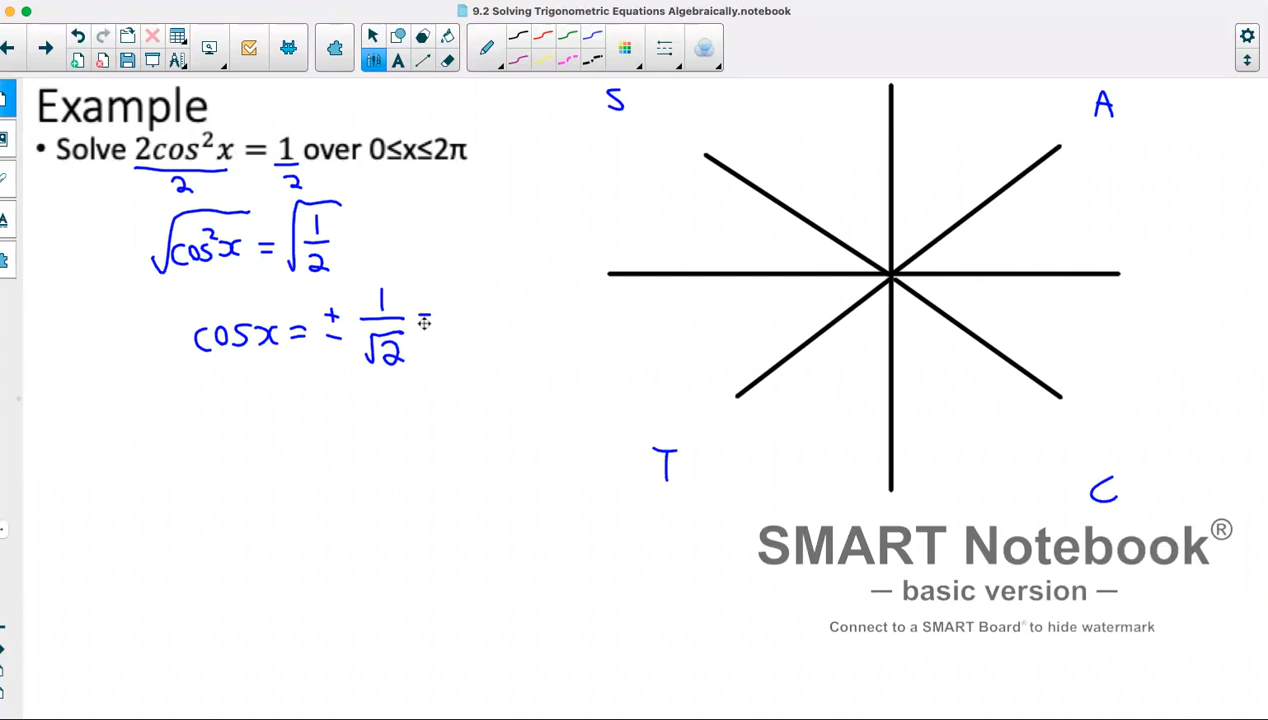 9.2 Solving Trigonometric Equations Algebraically.notebook
Example
• Solve 2cos²x = 1 over 0≤x≤2π
2 2
√cos²x = √1/2
cosx = ± 1/√2 =
S
A
T
C
SMART Notebook®
— basic version —
Connect to a SMART Board® to hide watermark